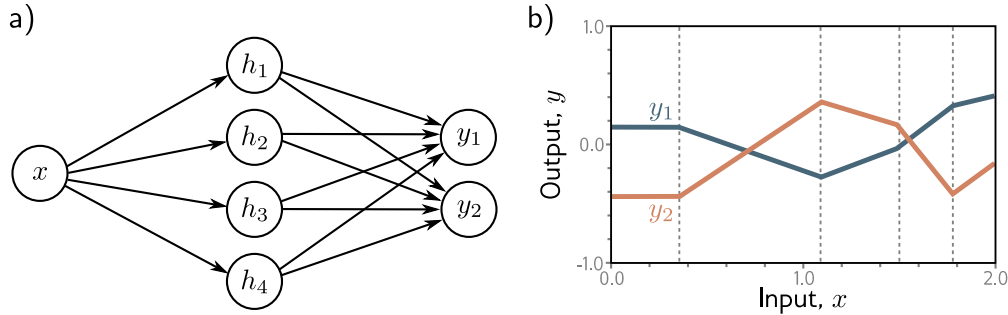 a)
x
h₁
h₂
h₃
h₄
y₁
y₂
b)
Output, y
1.0
0.0
-1.0
y₁
y₂
0.0
1.0
2.0
Input, x